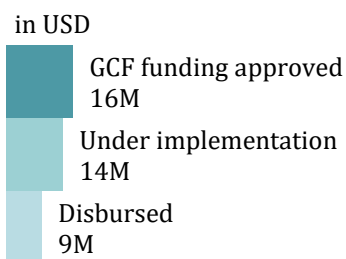 in USD
GCF funding approved
16M
Under implementation
14M
Disbursed
9M